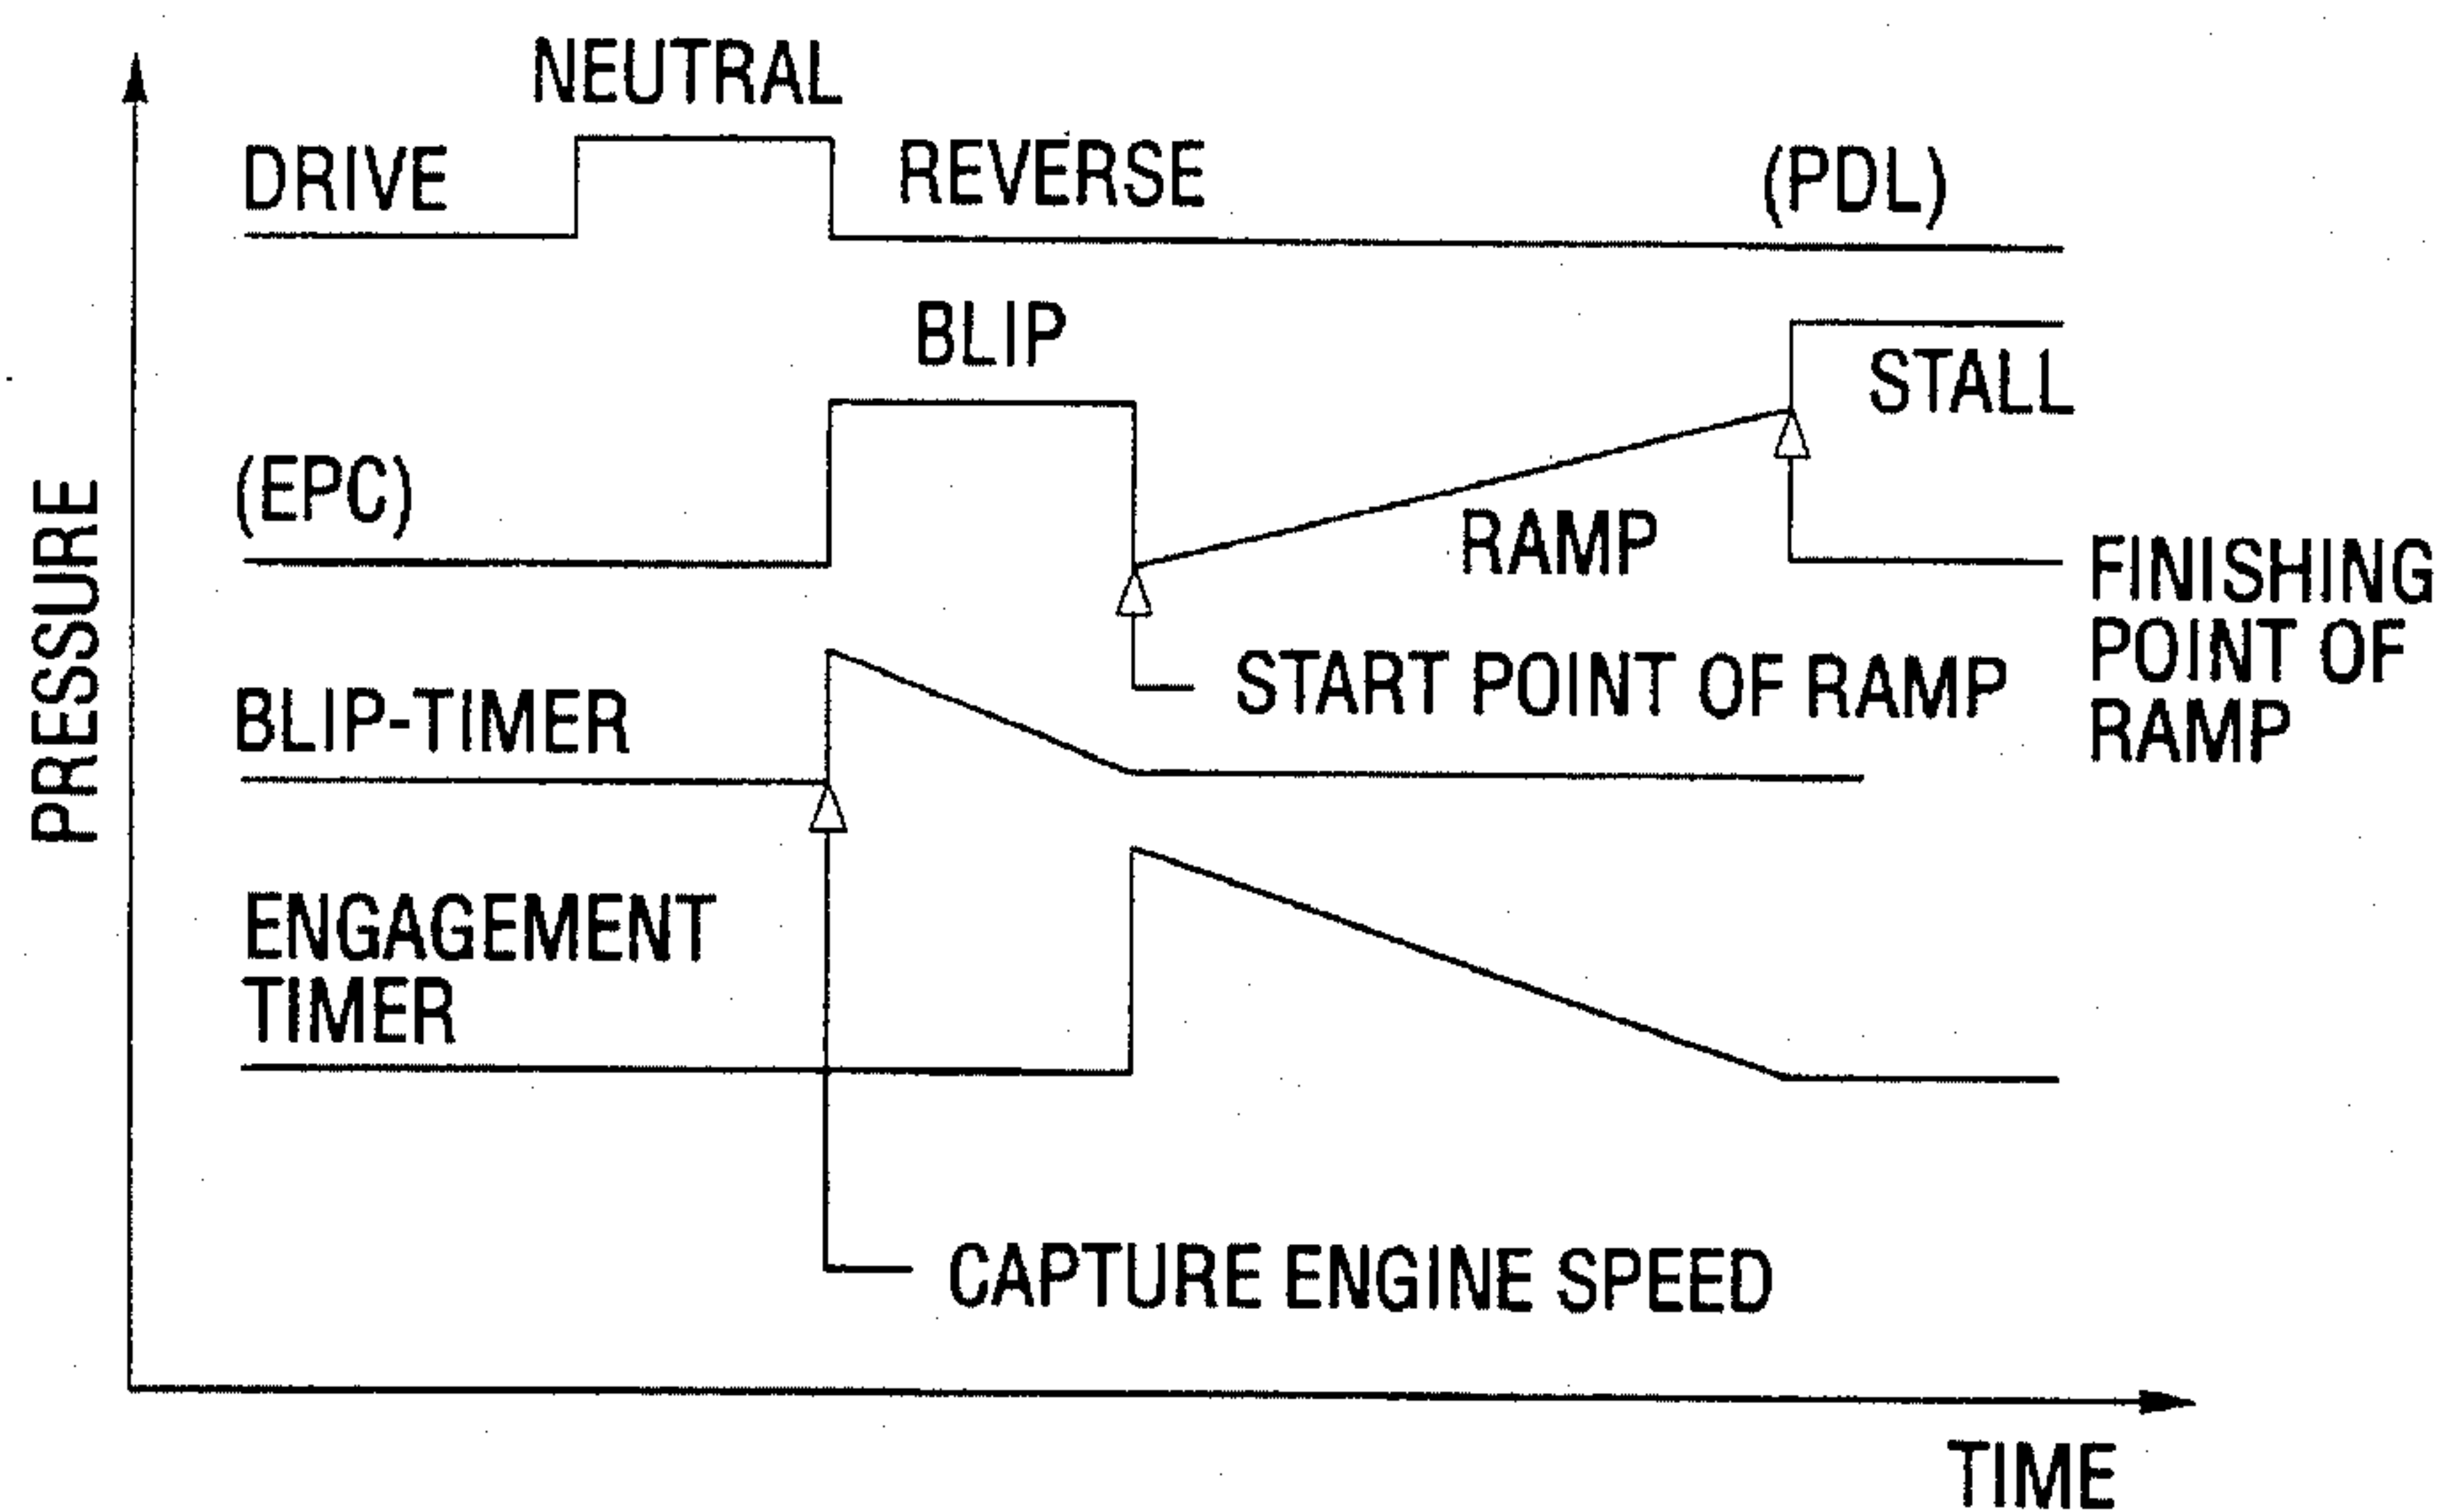 NEUTRAL
DRIVE
REVERSE
(PDL)
BLIP
STALL
(EPC)
RAMP
FINISHING
POINT OF
RAMP
START POINT OF RAMP
BLIP-TIMER
PRESSURE
ENGAGEMENT
TIMER
CAPTURE ENGINE SPEED
TIME